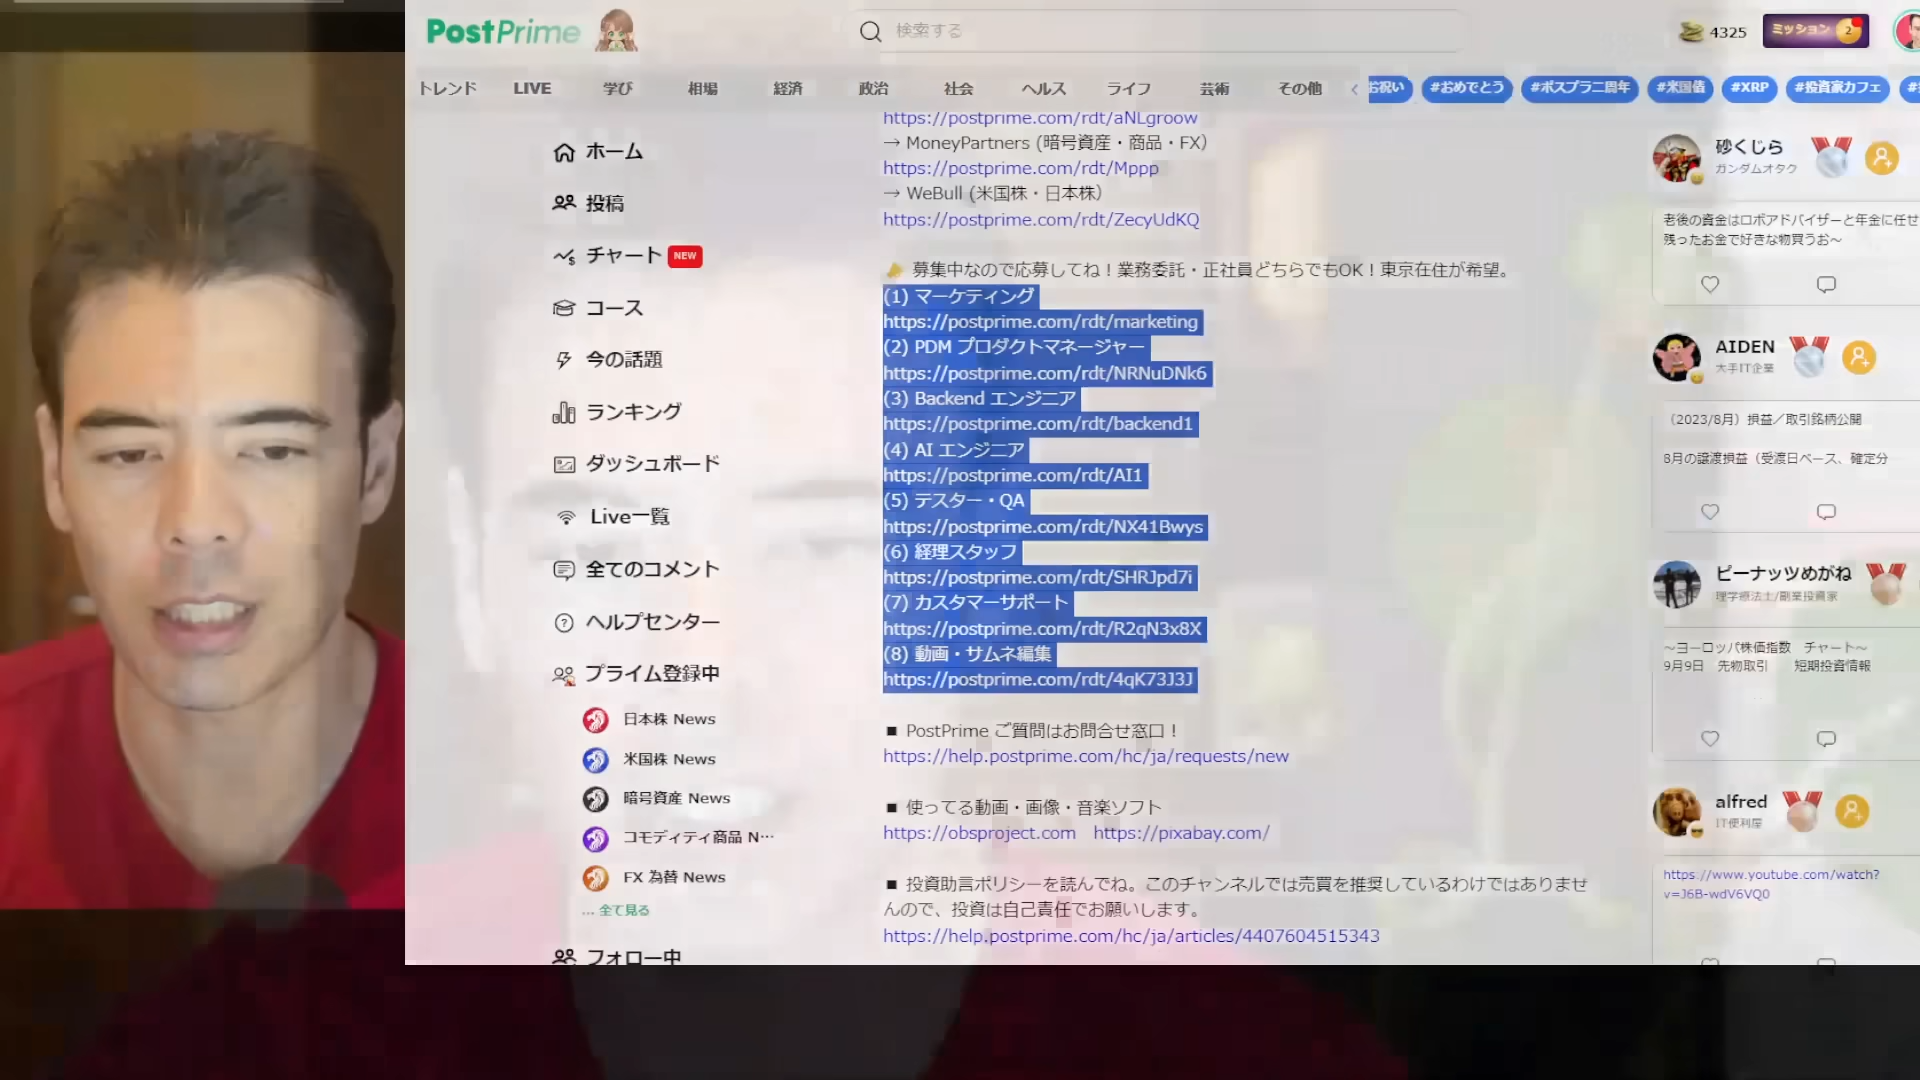 PostPrime
検索する
4325
ミッション 2
トレンド
LIVE
学び
相場
経済
政治
社会
ヘルス
ライフ
芸術
その他
お祝い
#おめでとう
#ポスプラ二周年
#米国債
#XRP
#投資家カフェ
ホーム
投稿
チャート NEW
コース
今の話題
ランキング
ダッシュボード
Live一覧
全てのコメント
ヘルプセンター
プライム登録中
日本株 News
米国株 News
暗号資産 News
コモディティ商品 N…
FX 為替 News
... 全て見る
フォロー中
https://postprime.com/rdt/aNLgroow
→ MoneyPartners (暗号資産・商品・FX)
https://postprime.com/rdt/Mppp
→ WeBull (米国株・日本株)
https://postprime.com/rdt/ZecyUdKQ
募集中なので応募してね！業務委託・正社員どちらでもOK！東京在住が希望。
(1) マーケティング
https://postprime.com/rdt/marketing
(2) PDM プロダクトマネージャー
https://postprime.com/rdt/NRNuDNk6
(3) Backend エンジニア
https://postprime.com/rdt/backend1
(4) AI エンジニア
https://postprime.com/rdt/AI1
(5) テスター・QA
https://postprime.com/rdt/NX41Bwys
(6) 経理スタッフ
https://postprime.com/rdt/SHRJpd7i
(7) カスタマーサポート
https://postprime.com/rdt/R2qN3x8X
(8) 動画・サムネ編集
https://postprime.com/rdt/4qK73J3J
■ PostPrime ご質問はお問合せ窓口！
https://help.postprime.com/hc/ja/requests/new
■ 使ってる動画・画像・音楽ソフト
https://obsproject.com https://pixabay.com/
■ 投資助言ポリシーを読んでね。このチャンネルでは売買を推奨しているわけではありませ
んので、投資は自己責任でお願いします。
https://help.postprime.com/hc/ja/articles/4407604515343
砂くじら
ガンダムオタク
老後の資金はロボアドバイザーと年金に任せ
残ったお金で好きな物買うお～
AIDEN
大手IT企業
（2023/8月）損益／取引銘柄公開
8月の譲渡損益（受渡日ベース、確定分
ピーナッツめがね
理学療法士/副業投資家
～ヨーロッパ株価指数 チャート～
9月9日 先物取引 短期投資情報
alfred
IT便利屋
https://www.youtube.com/watch?
v=J6B-wdV6VQ0